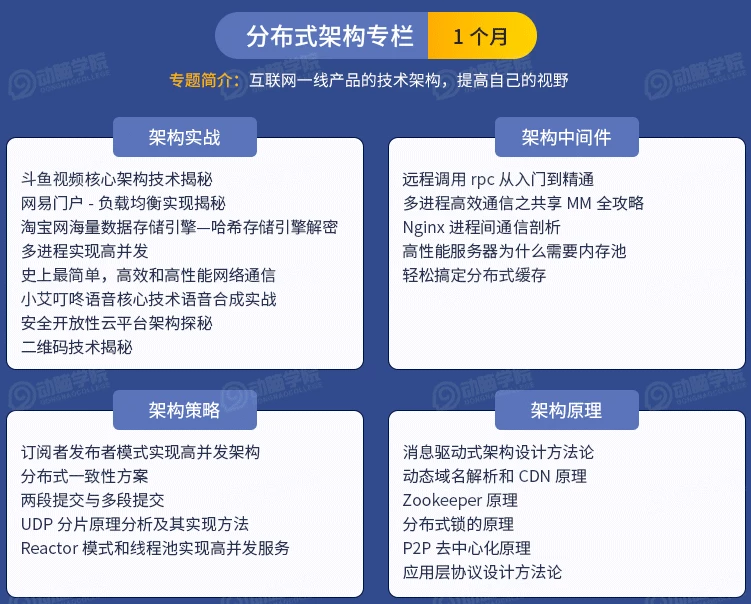 分布式架构专栏 1 个月
专题简介：互联网一线产品的技术架构，提高自己的视野
架构实战
斗鱼视频核心架构技术揭秘
网易门户 - 负载均衡实现揭秘
淘宝网海量数据存储引擎—哈希存储引擎解密
多进程实现高并发
史上最简单，高效和高性能网络通信
小艾叮咚语音核心技术语音合成实战
安全开放性云平台架构探秘
二维码技术揭秘
架构中间件
远程调用 rpc 从入门到精通
多进程高效通信之共享 MM 全攻略
Nginx 进程间通信剖析
高性能服务器为什么需要内存池
轻松搞定分布式缓存
架构策略
订阅者发布者模式实现高并发架构
分布式一致性方案
两段提交与多段提交
UDP 分片原理分析及其实现方法
Reactor 模式和线程池实现高并发服务
架构原理
消息驱动式架构设计方法论
动态域名解析和 CDN 原理
Zookeeper 原理
分布式锁的原理
P2P 去中心化原理
应用层协议设计方法论
动脑学院